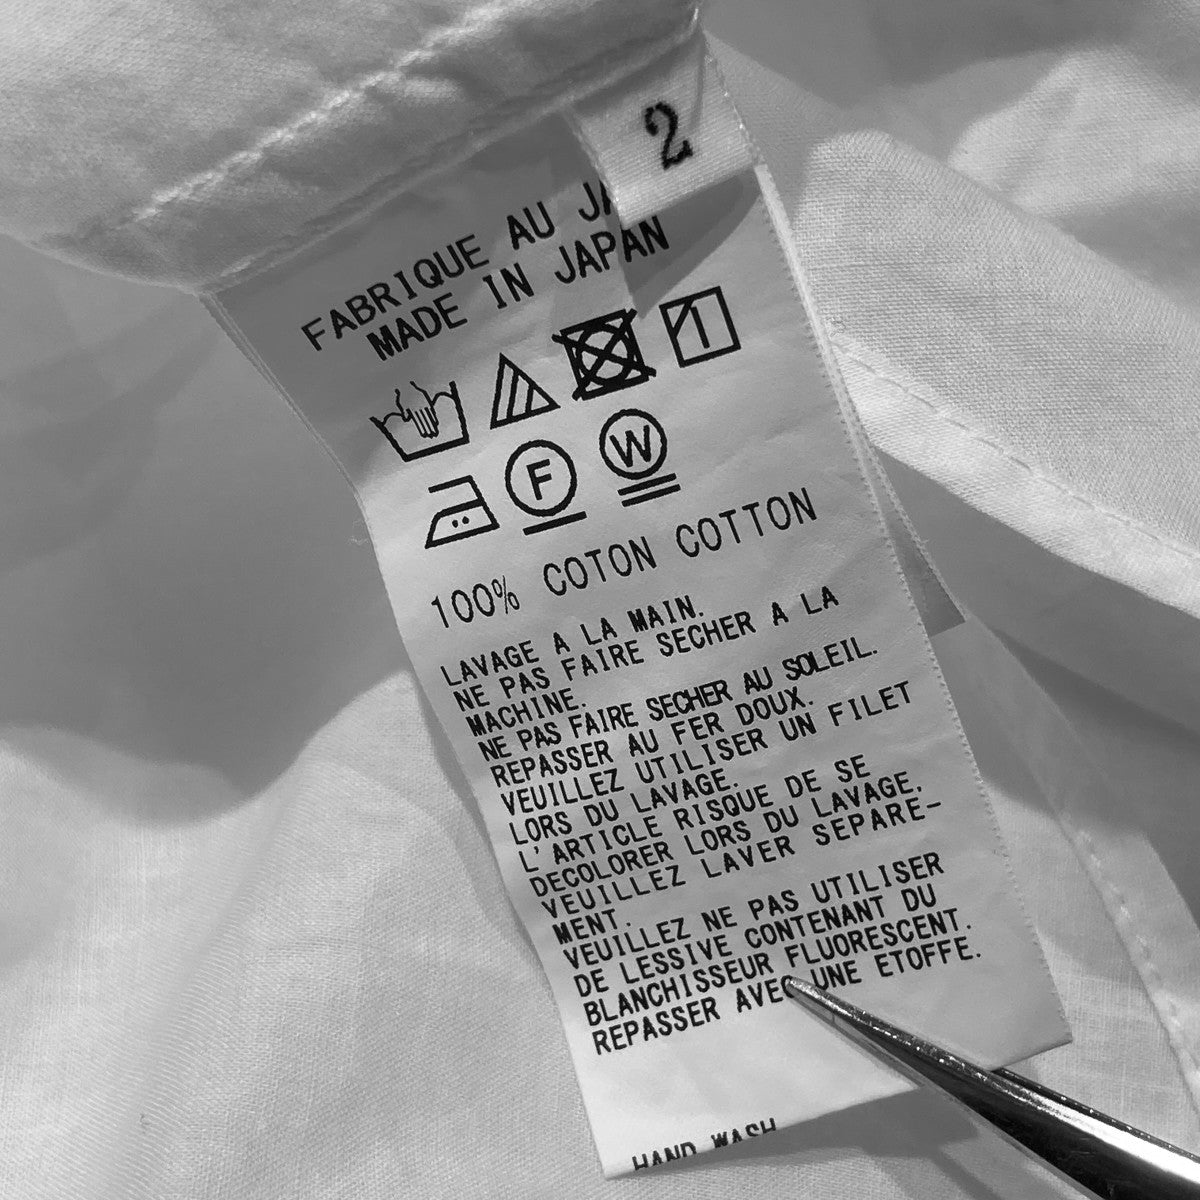 2
FABRIQUE AU JA
MADE IN JAPAN
F W
100% COTON COTTON
LAVAGE A LA MAIN.
NE PAS FAIRE SECHER A LA
MACHINE.
NE PAS FAIRE SECHER AU SOLEIL.
REPASSER AU FER DOUX.
VEUILLEZ UTILISER UN FILET
LORS DU LAVAGE.
L'ARTICLE RISQUE DE SE
DECOLORER LORS DU LAVAGE,
VEUILLEZ LAVER SEPARE-
MENT.
VEUILLEZ NE PAS UTILISER
DE LESSIVE CONTENANT DU
BLANCHISSEUR FLUORESCENT.
REPASSER AVEC UNE ETOFFE.
HAND WASH